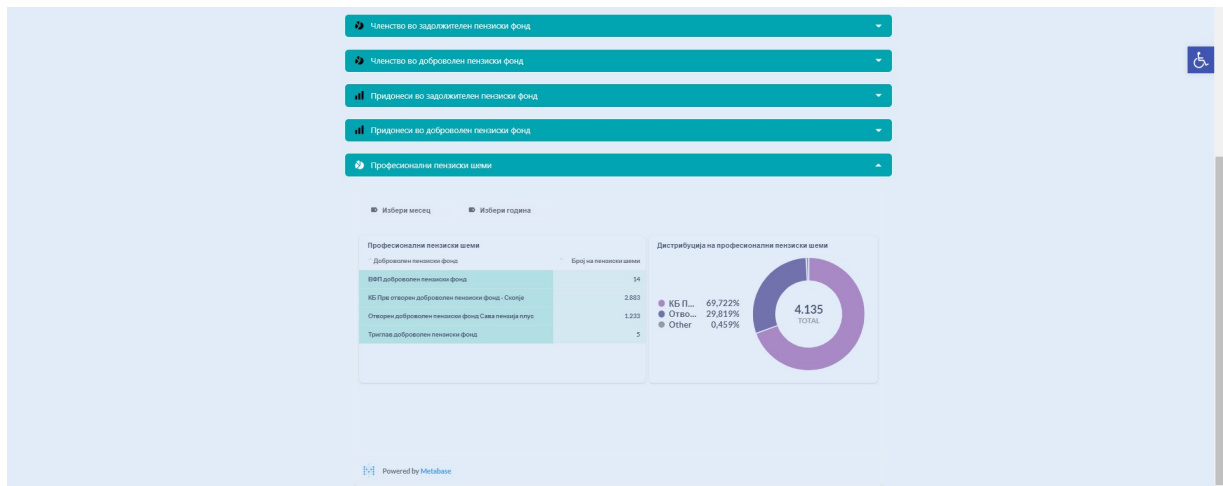 Членство во задолжителен пензиски фонд
Членство во доброволен пензиски фонд
Придонеси во задолжителен пензиски фонд
Придонеси во доброволен пензиски фонд
Професионални пензиски шеми
Избери месец Избери година
Професионални пензиски шеми
Доброволен пензиски фонд Број на пензиски шеми
ВФП доброволен пензиски фонд 14
КБ Прв отворен доброволен пензиски фонд - Скопје 2.883
Отворен доброволен пензиски фонд Сава пензија плус 1.233
Триглав доброволен пензиски фонд 5
Дистрибуција на професионални пензиски шеми
КБ П... 69,722%
Отво... 29,819%
Other 0,459%
4.135
TOTAL
Powered by Metabase